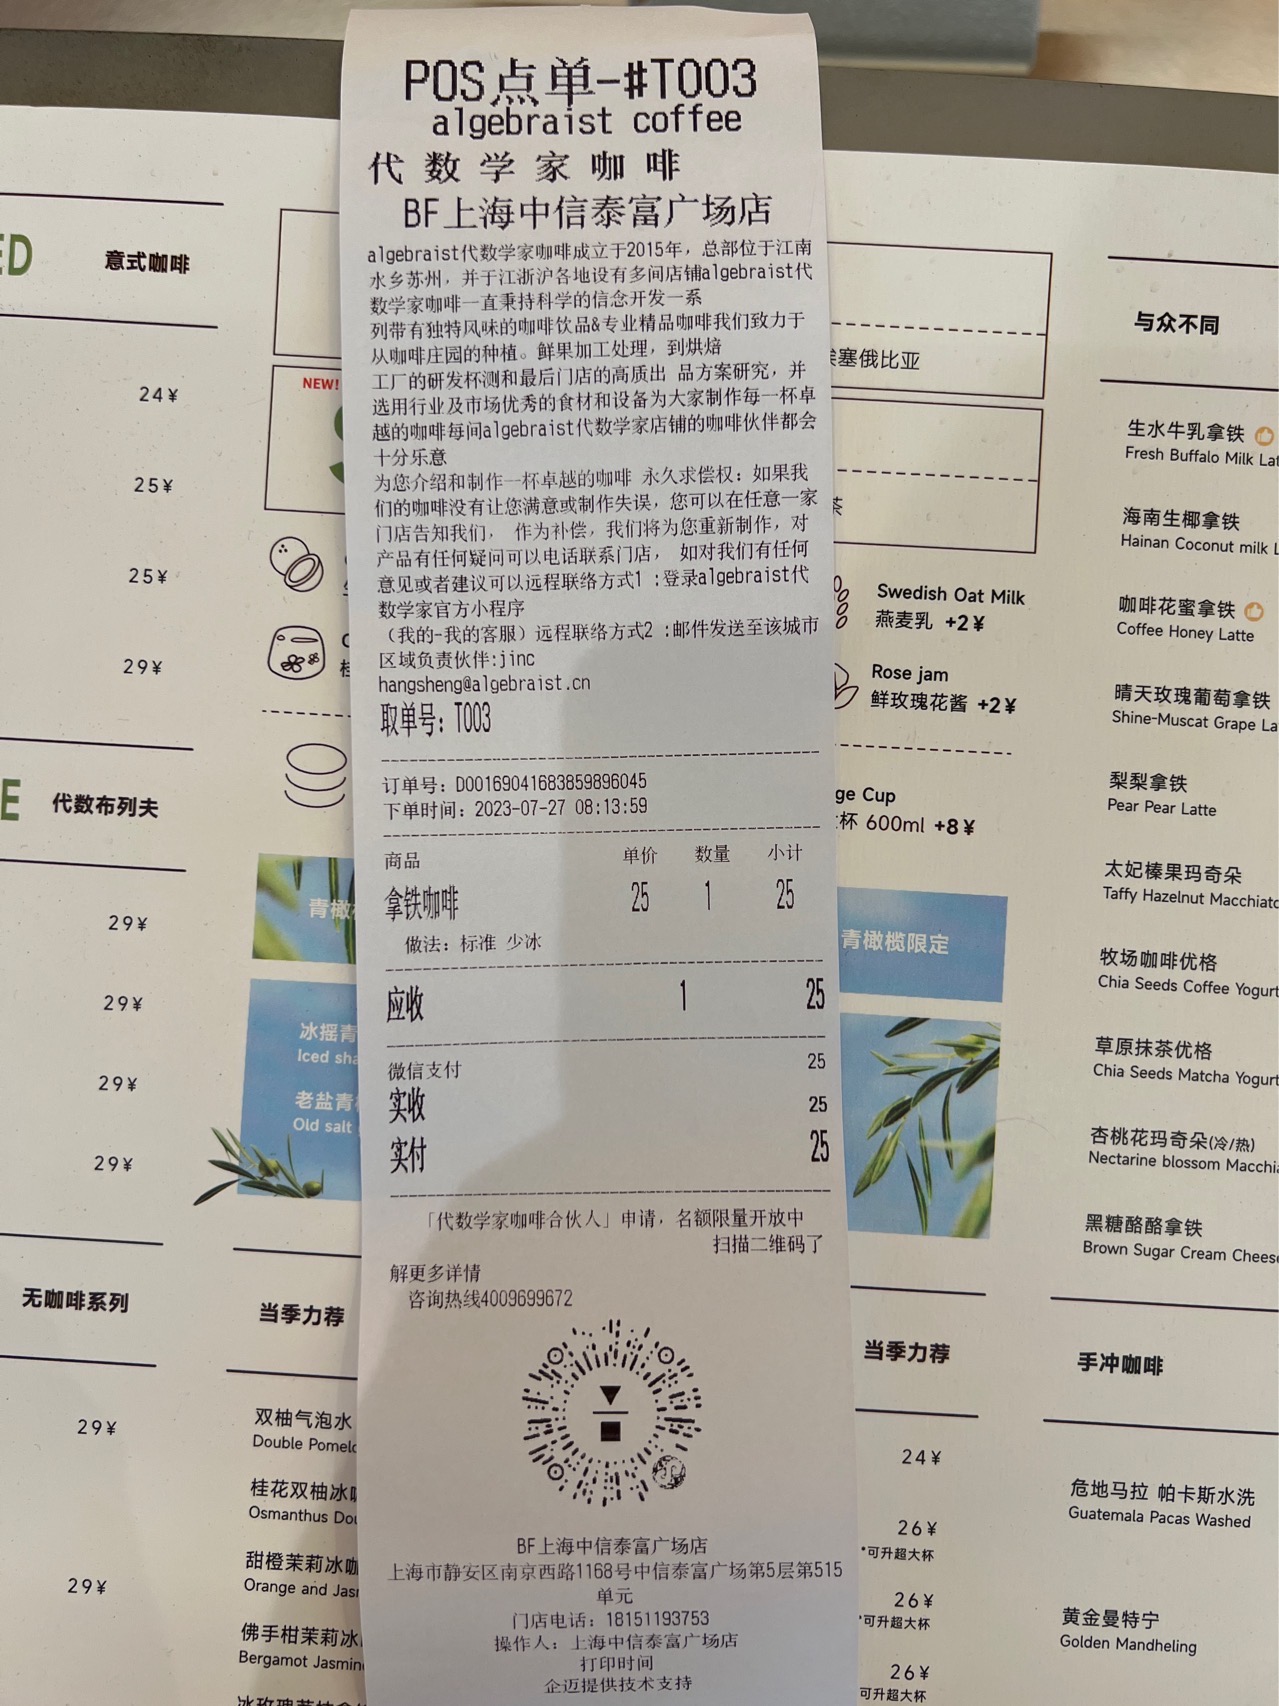 POS点单-#T003
algebraist coffee
代数学家咖啡
BF上海中信泰富广场店
algebraist代数学家咖啡成立于2015年，总部位于江南
水乡苏州，并于江浙沪各地设有多间店铺algebraist代
数学家咖啡一直秉持科学的信念开发一系
列带有独特风味的咖啡饮品&专业精品咖啡我们致力于
从咖啡庄园的种植。鲜果加工处理，到烘焙
工厂的研发杯测和最后门店的高质出 品方案研究，并
选用行业及市场优秀的食材和设备为大家制作每一杯卓
越的咖啡每间algebraist代数学家店铺的咖啡伙伴都会
十分乐意
为您介绍和制作一杯卓越的咖啡 永久求偿权：如果我
们的咖啡没有让您满意或制作失误，您可以在任意一家
门店告知我们， 作为补偿，我们将为您重新制作，对
产品有任何疑问可以电话联系门店， 如对我们有任何
意见或者建议可以远程联络方式1 :登录algebraist代
数学家官方小程序
（我的-我的客服）远程联络方式2 :邮件发送至该城市
区域负责伙伴:jinc
hangsheng@algebraist.cn
取单号：T003
订单号：D00169041683859896045
下单时间：2023-07-27 08:13:59
商品 单价 数量 小计
拿铁咖啡 25 1 25
做法：标准 少冰
应收 1 25
微信支付 25
实收 25
实付 25
「代数学家咖啡合伙人」申请，名额限量开放中
扫描二维码了
解更多详情
咨询热线4009699672
BF上海中信泰富广场店
上海市静安区南京西路1168号中信泰富广场第5层第515
单元
门店电话：18151193753
操作人：上海中信泰富广场店
打印时间
企迈提供技术支持
ED 意式咖啡
24¥
25¥
25¥
29¥
E 代数布列夫
29¥
29¥
29¥
29¥
无咖啡系列
29¥
29¥
NEW!
青橄
冰摇青
Iced sha
老盐青
Old salt
当季力荐
双柚气泡水
Double Pomelo
桂花双柚冰
Osmanthus Dou
甜橙茉莉冰咖
Orange and Jas
佛手柑茉莉冰
Bergamot Jasmin
塞俄比亚
茶
Swedish Oat Milk
燕麦乳 +2¥
Rose jam
鲜玫瑰花酱 +2¥
ge Cup
杯 600ml +8¥
青橄榄限定
当季力荐
24¥
26¥
*可升超大杯
26¥
*可升超大杯
26¥
可升超大杯
与众不同
生水牛乳拿铁
Fresh Buffalo Milk Lat
海南生椰拿铁
Hainan Coconut milk L
咖啡花蜜拿铁
Coffee Honey Latte
晴天玫瑰葡萄拿铁
Shine-Muscat Grape La
梨梨拿铁
Pear Pear Latte
太妃榛果玛奇朵
Taffy Hazelnut Macchiato
牧场咖啡优格
Chia Seeds Coffee Yogurt
草原抹茶优格
Chia Seeds Matcha Yogurt
杏桃花玛奇朵(冷/热)
Nectarine blossom Macchi
黑糖酪酪拿铁
Brown Sugar Cream Cheese
手冲咖啡
危地马拉 帕卡斯水洗
Guatemala Pacas Washed
黄金曼特宁
Golden Mandheling